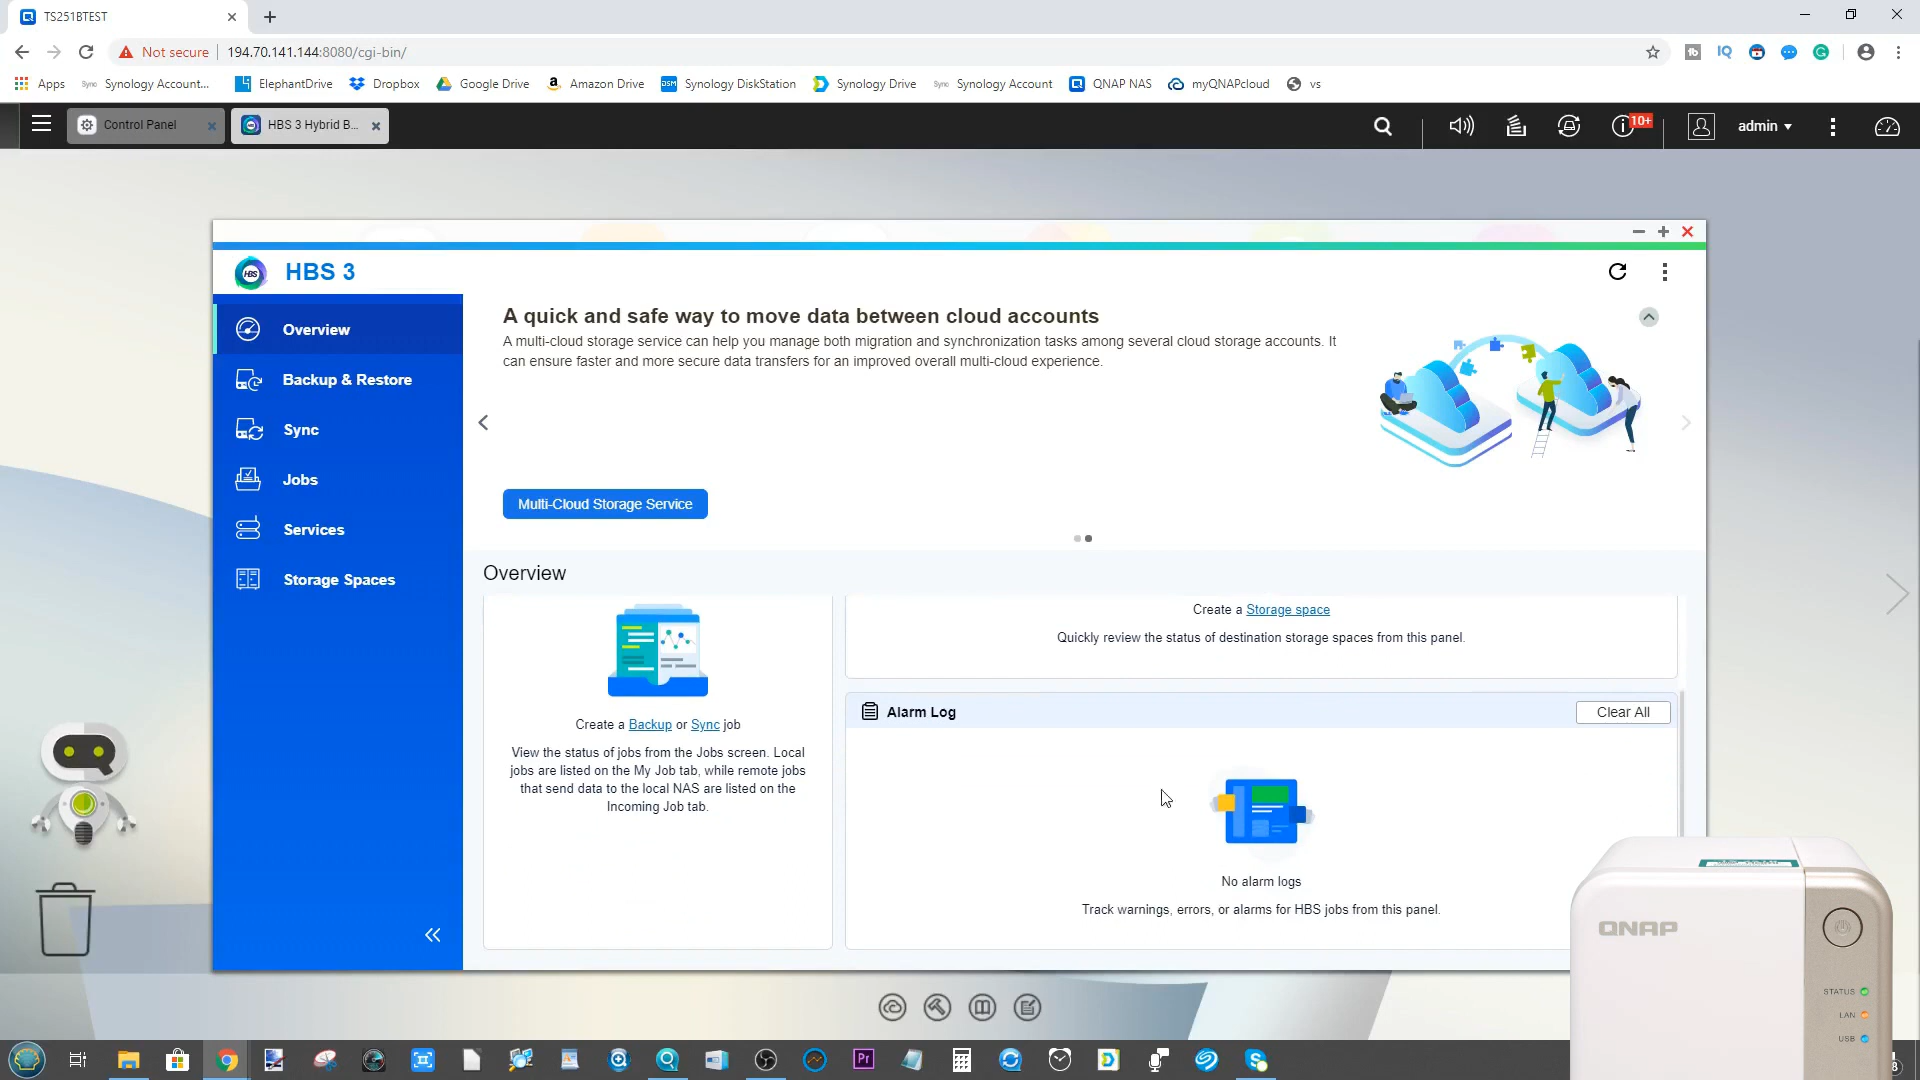 TS251BTEST
Not secure 194.70.141.144:8080/cgi-bin/
Apps Sync Synology Account... ElephantDrive Dropbox Google Drive Amazon Drive DSM Synology DiskStation Synology Drive Sync Synology Account QNAP NAS myQNAPcloud vs
Control Panel HBS 3 Hybrid B... 10+ admin
HBS HBS 3
Overview
Backup & Restore
Sync
Jobs
Services
Storage Spaces
A quick and safe way to move data between cloud accounts
A multi-cloud storage service can help you manage both migration and synchronization tasks among several cloud storage accounts. It
can ensure faster and more secure data transfers for an improved overall multi-cloud experience.
Multi-Cloud Storage Service
Overview
Create a Backup or Sync job
View the status of jobs from the Jobs screen. Local
jobs are listed on the My Job tab, while remote jobs
that send data to the local NAS are listed on the
Incoming Job tab.
Create a Storage space
Quickly review the status of destination storage spaces from this panel.
Alarm Log Clear All
No alarm logs
Track warnings, errors, or alarms for HBS jobs from this panel.
QNAP
STATUS
LAN
USB
Pr